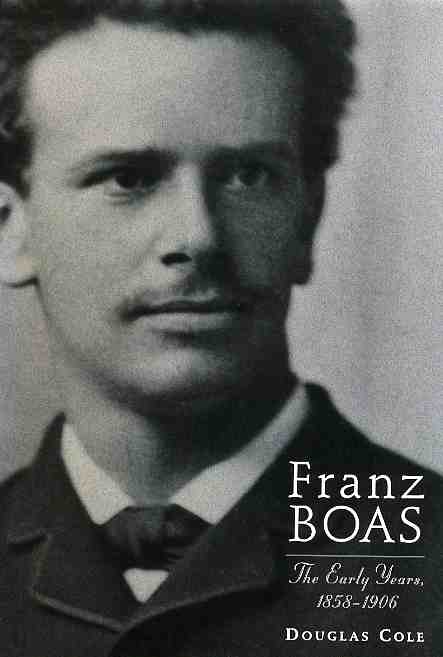 Franz
BOAS
The Early Years,
1858–1906
DOUGLAS COLE